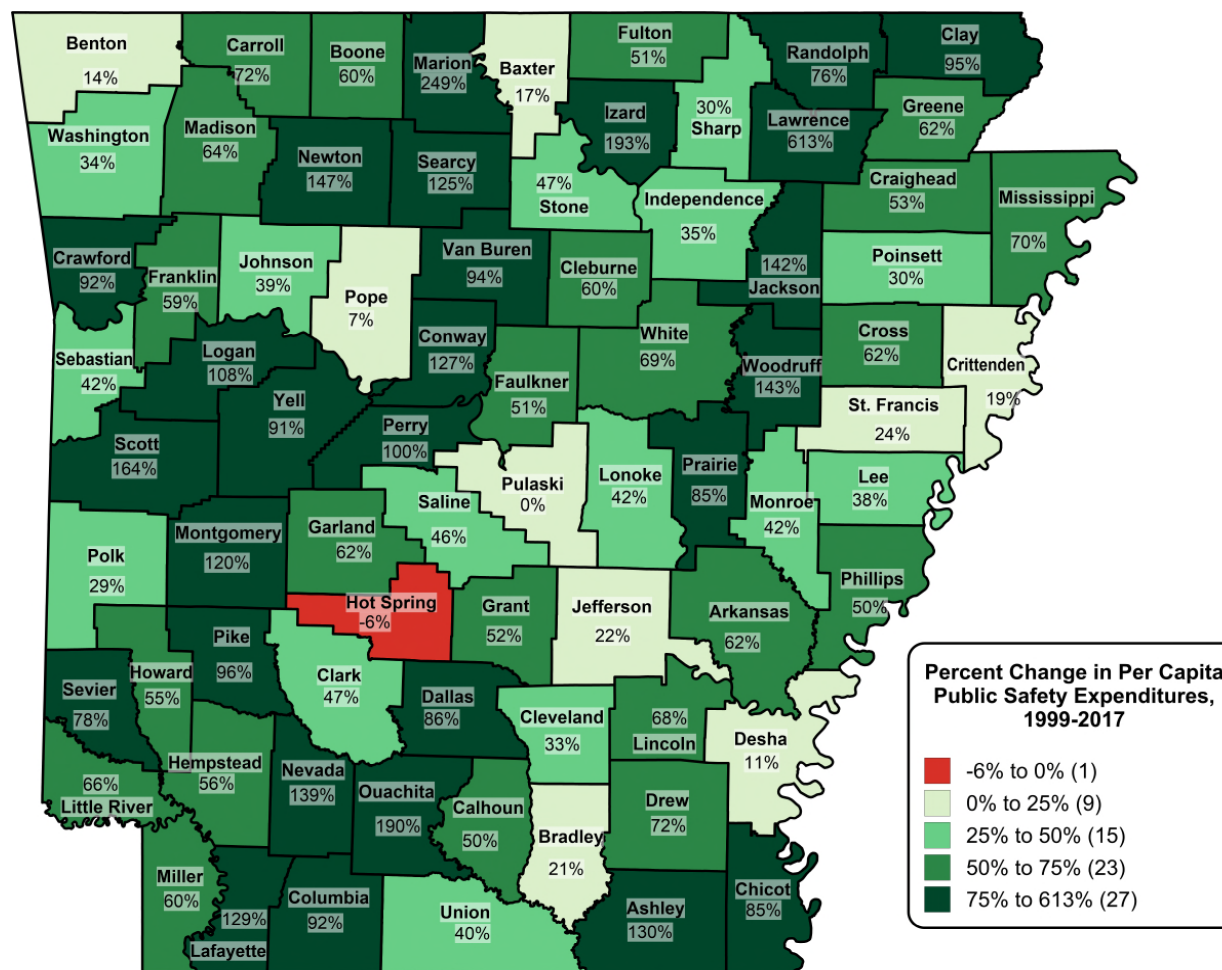 Benton
14%
Carroll
72%
Boone
60%
Marion
249%
Baxter
17%
Fulton
51%
Randolph
76%
Clay
95%
Washington
34%
Madison
64%
Newton
147%
Searcy
125%
47%
Stone
Izard
193%
30%
Sharp
Lawrence
613%
Greene
62%
Independence
35%
Craighead
53%
Mississippi
70%
Crawford
92%
Franklin
59%
Johnson
39%
Pope
7%
Van Buren
94%
Cleburne
60%
142%
Jackson
Poinsett
30%
Sebastian
42%
Logan
108%
Conway
127%
White
69%
Woodruff
143%
Cross
62%
Crittenden
19%
Yell
91%
Faulkner
51%
St. Francis
24%
Scott
164%
Perry
100%
Pulaski
0%
Lonoke
42%
Prairie
85%
Monroe
42%
Lee
38%
Saline
46%
Garland
62%
Montgomery
120%
Polk
29%
Phillips
50%
Hot Spring
-6%
Grant
52%
Jefferson
22%
Arkansas
62%
Pike
96%
Howard
55%
Sevier
78%
Clark
47%
Dallas
86%
Cleveland
33%
68%
Lincoln
Desha
11%
Hempstead
56%
Nevada
139%
Ouachita
190%
Calhoun
50%
Bradley
21%
Drew
72%
66%
Little River
Miller
60%
129%
Lafayette
Columbia
92%
Union
40%
Ashley
130%
Chicot
85%
Percent Change in Per Capita
Public Safety Expenditures,
1999-2017
-6% to 0% (1)
0% to 25% (9)
25% to 50% (15)
50% to 75% (23)
75% to 613% (27)